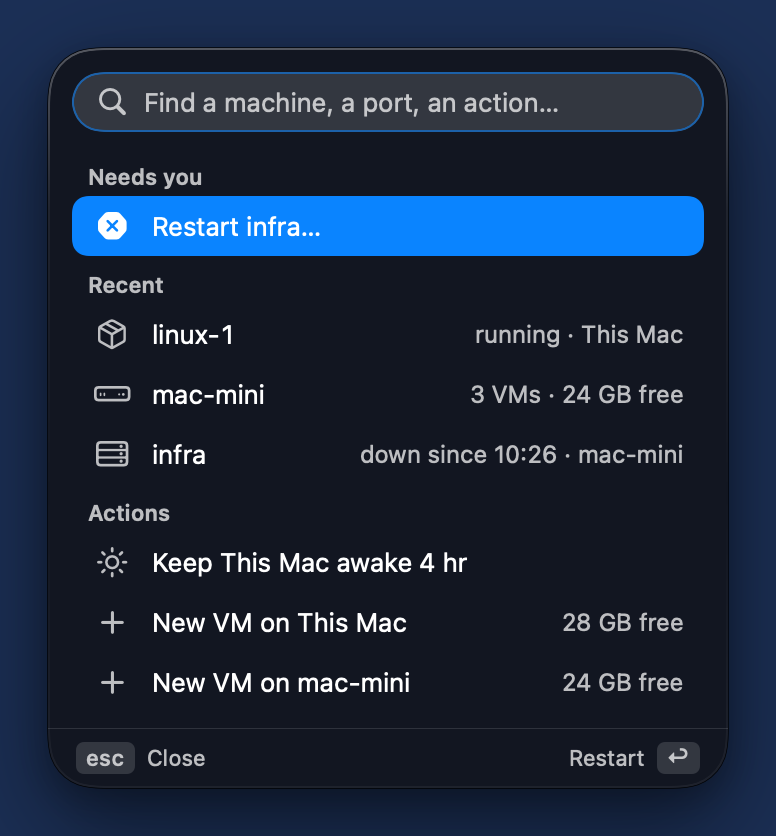 Find a machine, a port, an action...
Needs you
Restart infra...
Recent
linux-1 running · This Mac
mac-mini 3 VMs · 24 GB free
infra down since 10:26 · mac-mini
Actions
Keep This Mac awake 4 hr
New VM on This Mac 28 GB free
New VM on mac-mini 24 GB free
esc Close Restart